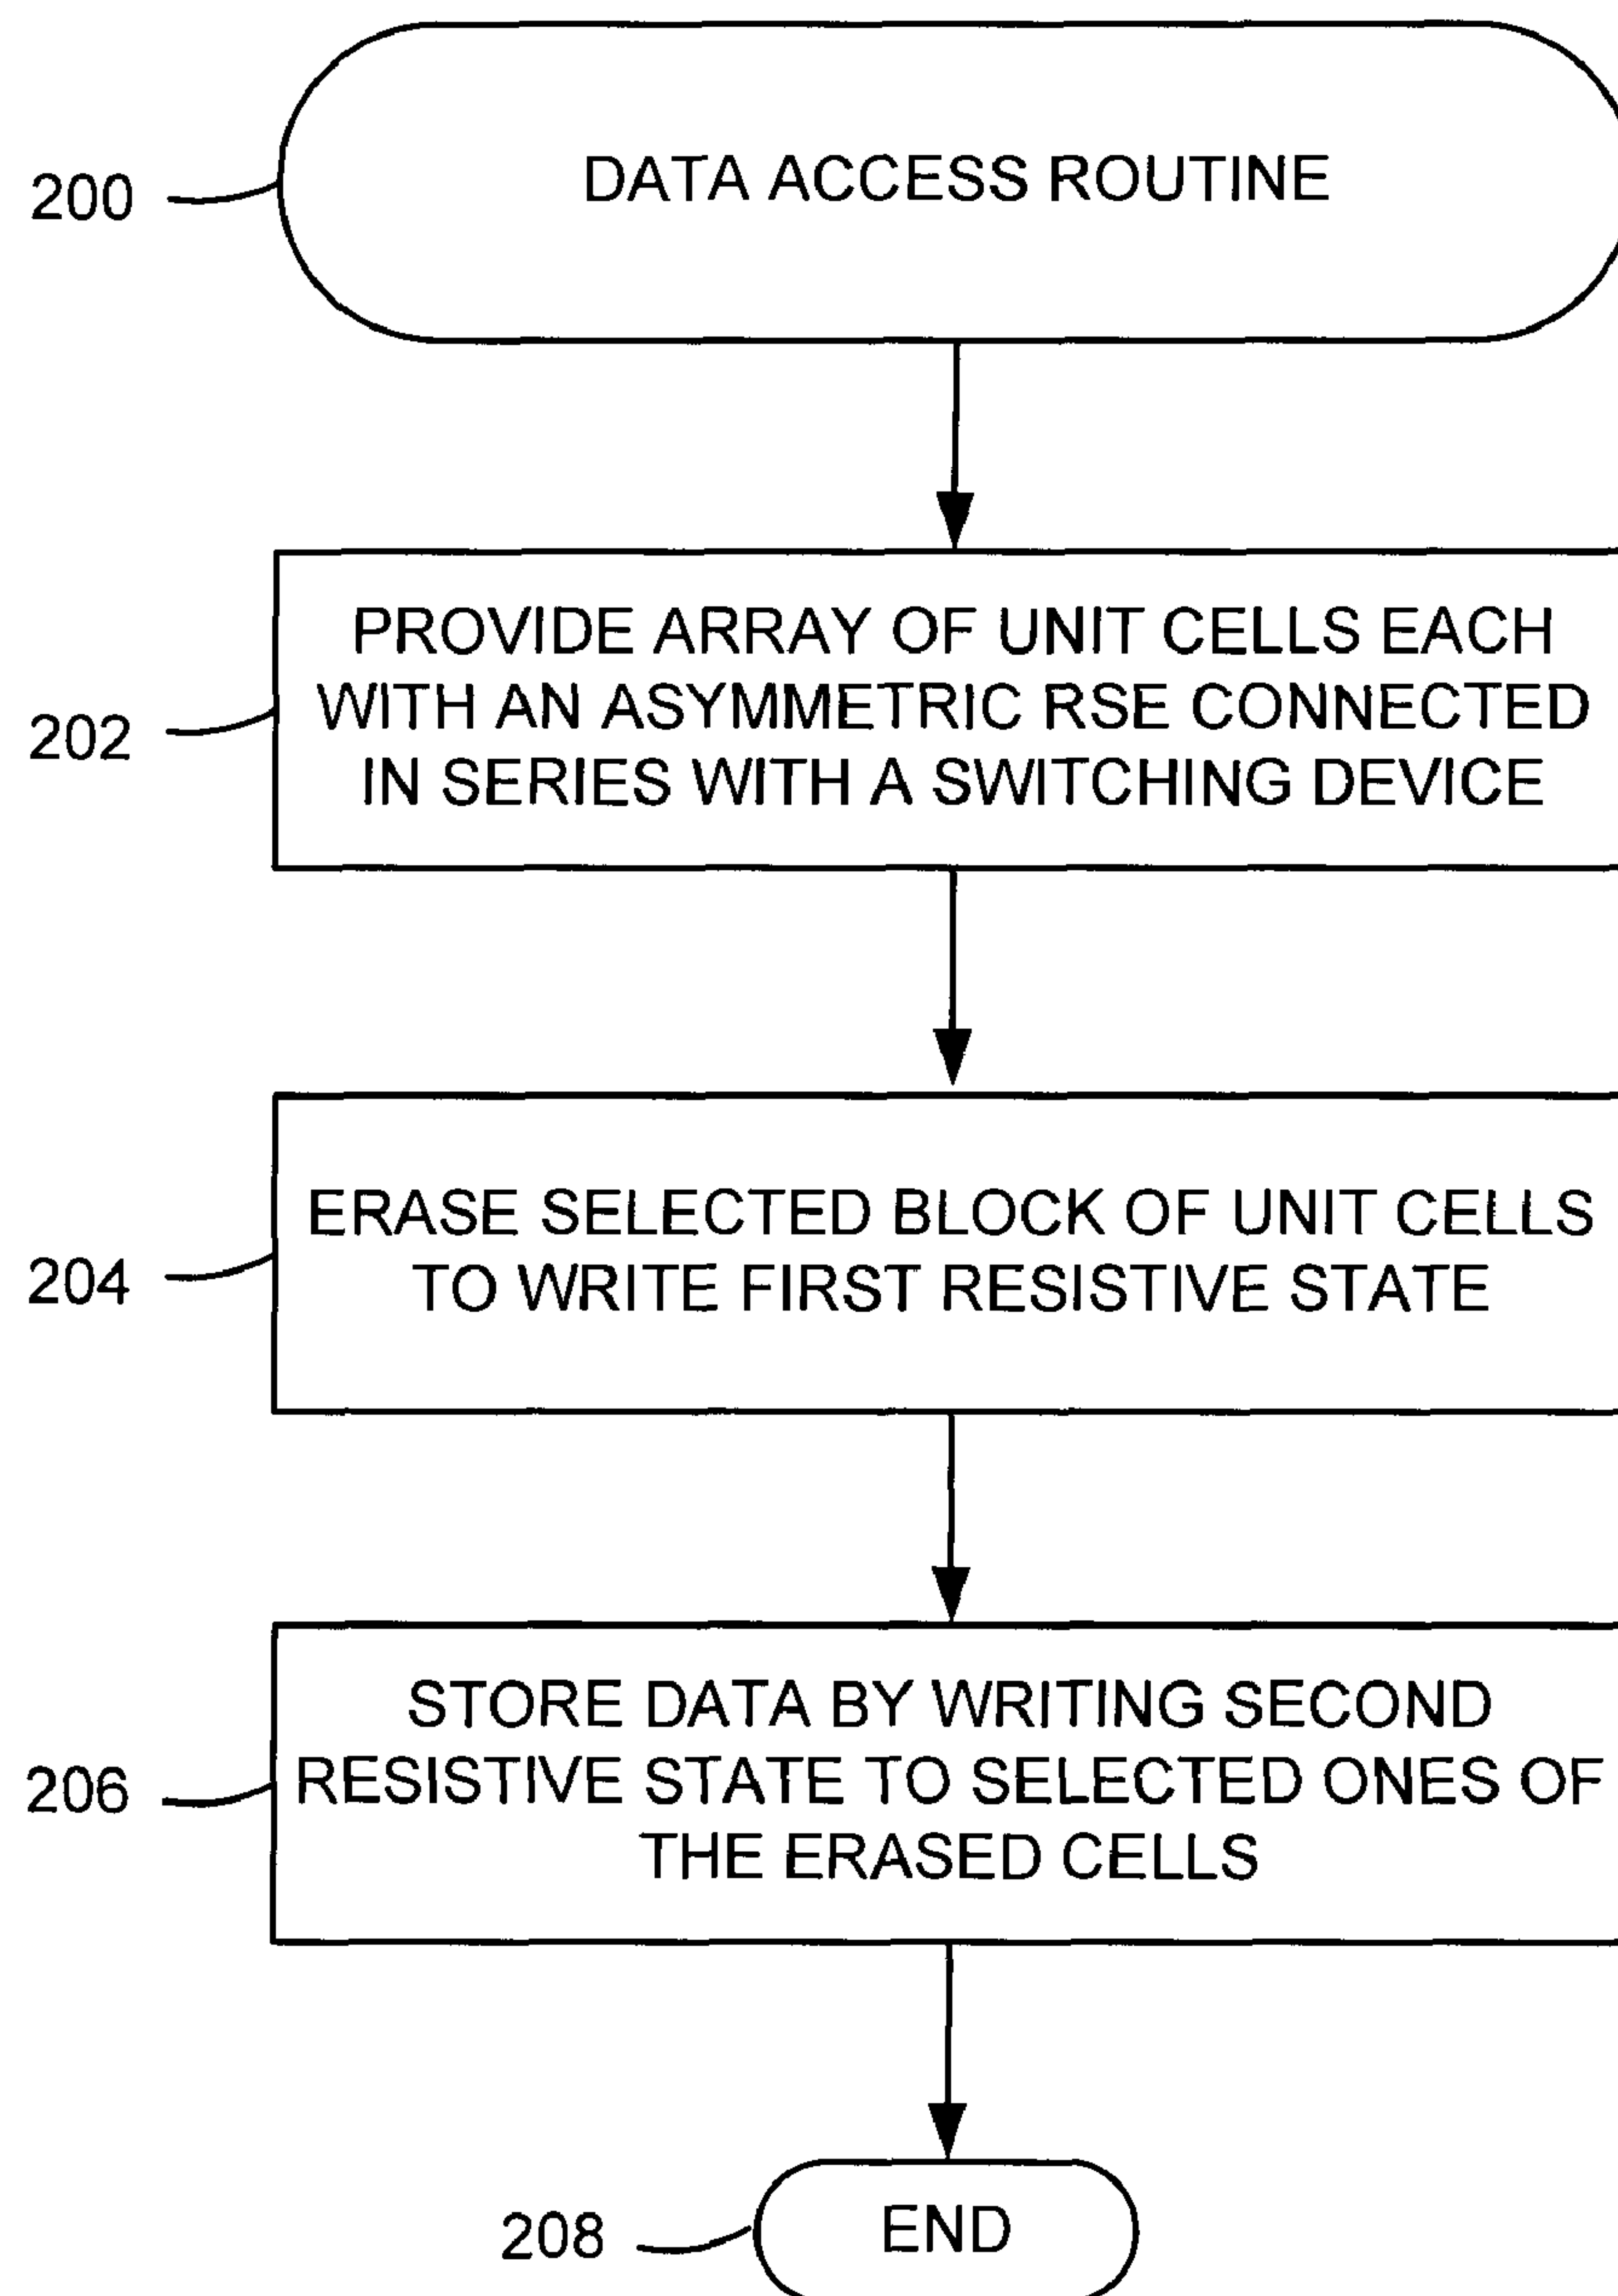 200
DATA ACCESS ROUTINE
202
PROVIDE ARRAY OF UNIT CELLS EACH
WITH AN ASYMMETRIC RSE CONNECTED
IN SERIES WITH A SWITCHING DEVICE
204
ERASE SELECTED BLOCK OF UNIT CELLS
TO WRITE FIRST RESISTIVE STATE
206
STORE DATA BY WRITING SECOND
RESISTIVE STATE TO SELECTED ONES OF
THE ERASED CELLS
208
END